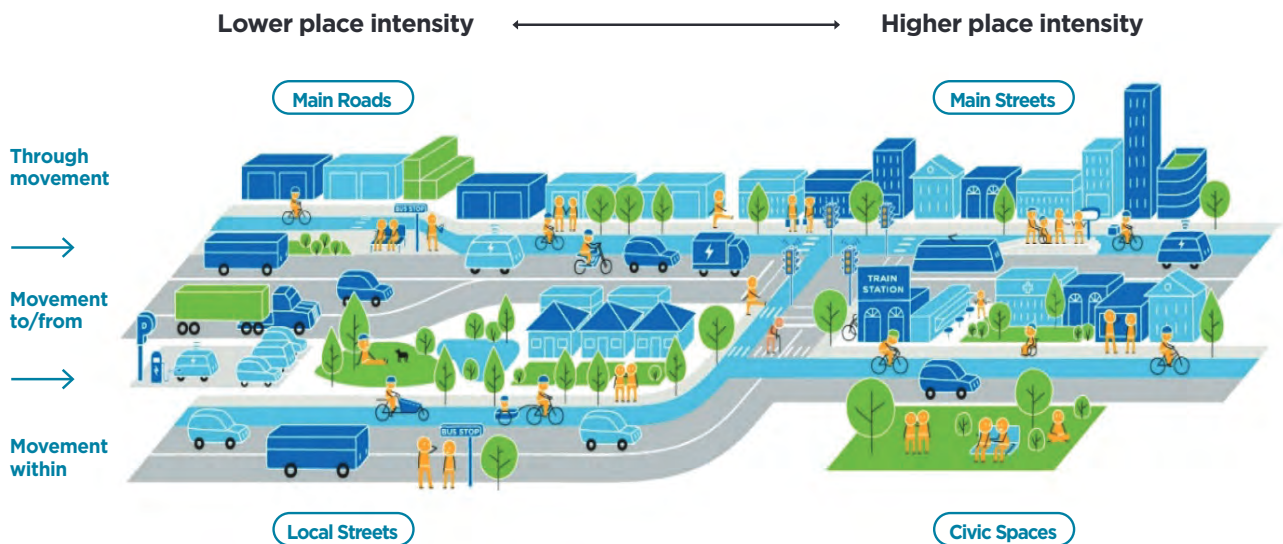 Lower place intensity
Higher place intensity
Main Roads
Main Streets
Through
movement
BUS STOP
TRAIN
STATION
Movement
to/from
P
Movement
within
BUS STOP
Local Streets
Civic Spaces